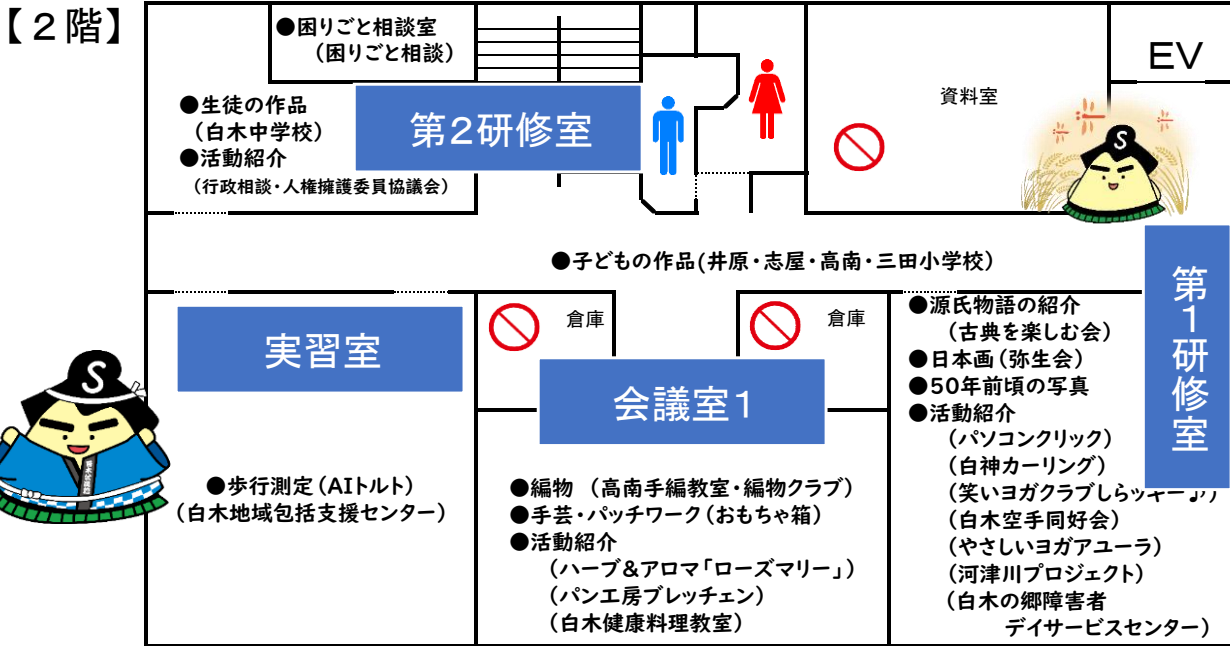 【２階】
●困りごと相談室
（困りごと相談）
EV
●生徒の作品
（白木中学校）
●活動紹介
（行政相談・人権擁護委員協議会）
第２研修室
資料室
S
●子どもの作品(井原・志屋・高南・三田小学校)
実習室
倉庫
倉庫
会議室１
第１研修室
●源氏物語の紹介
（古典を楽しむ会）
●日本画（弥生会）
●50年前頃の写真
●活動紹介
（パソコンクリック）
（白神カーリング）
（笑いヨガクラブしらッキー♪）
（白木空手同好会）
（やさしいヨガアユーラ）
（河津川プロジェクト）
（白木の郷障害者
デイサービスセンター）
S
●歩行測定（AIトルト）
（白木地域包括支援センター）
●編物　（高南手編教室・編物クラブ）
●手芸・パッチワーク（おもちゃ箱）
●活動紹介
（ハーブ&アロマ「ローズマリー」）
（パン工房ブレッチェン）
（白木健康料理教室）